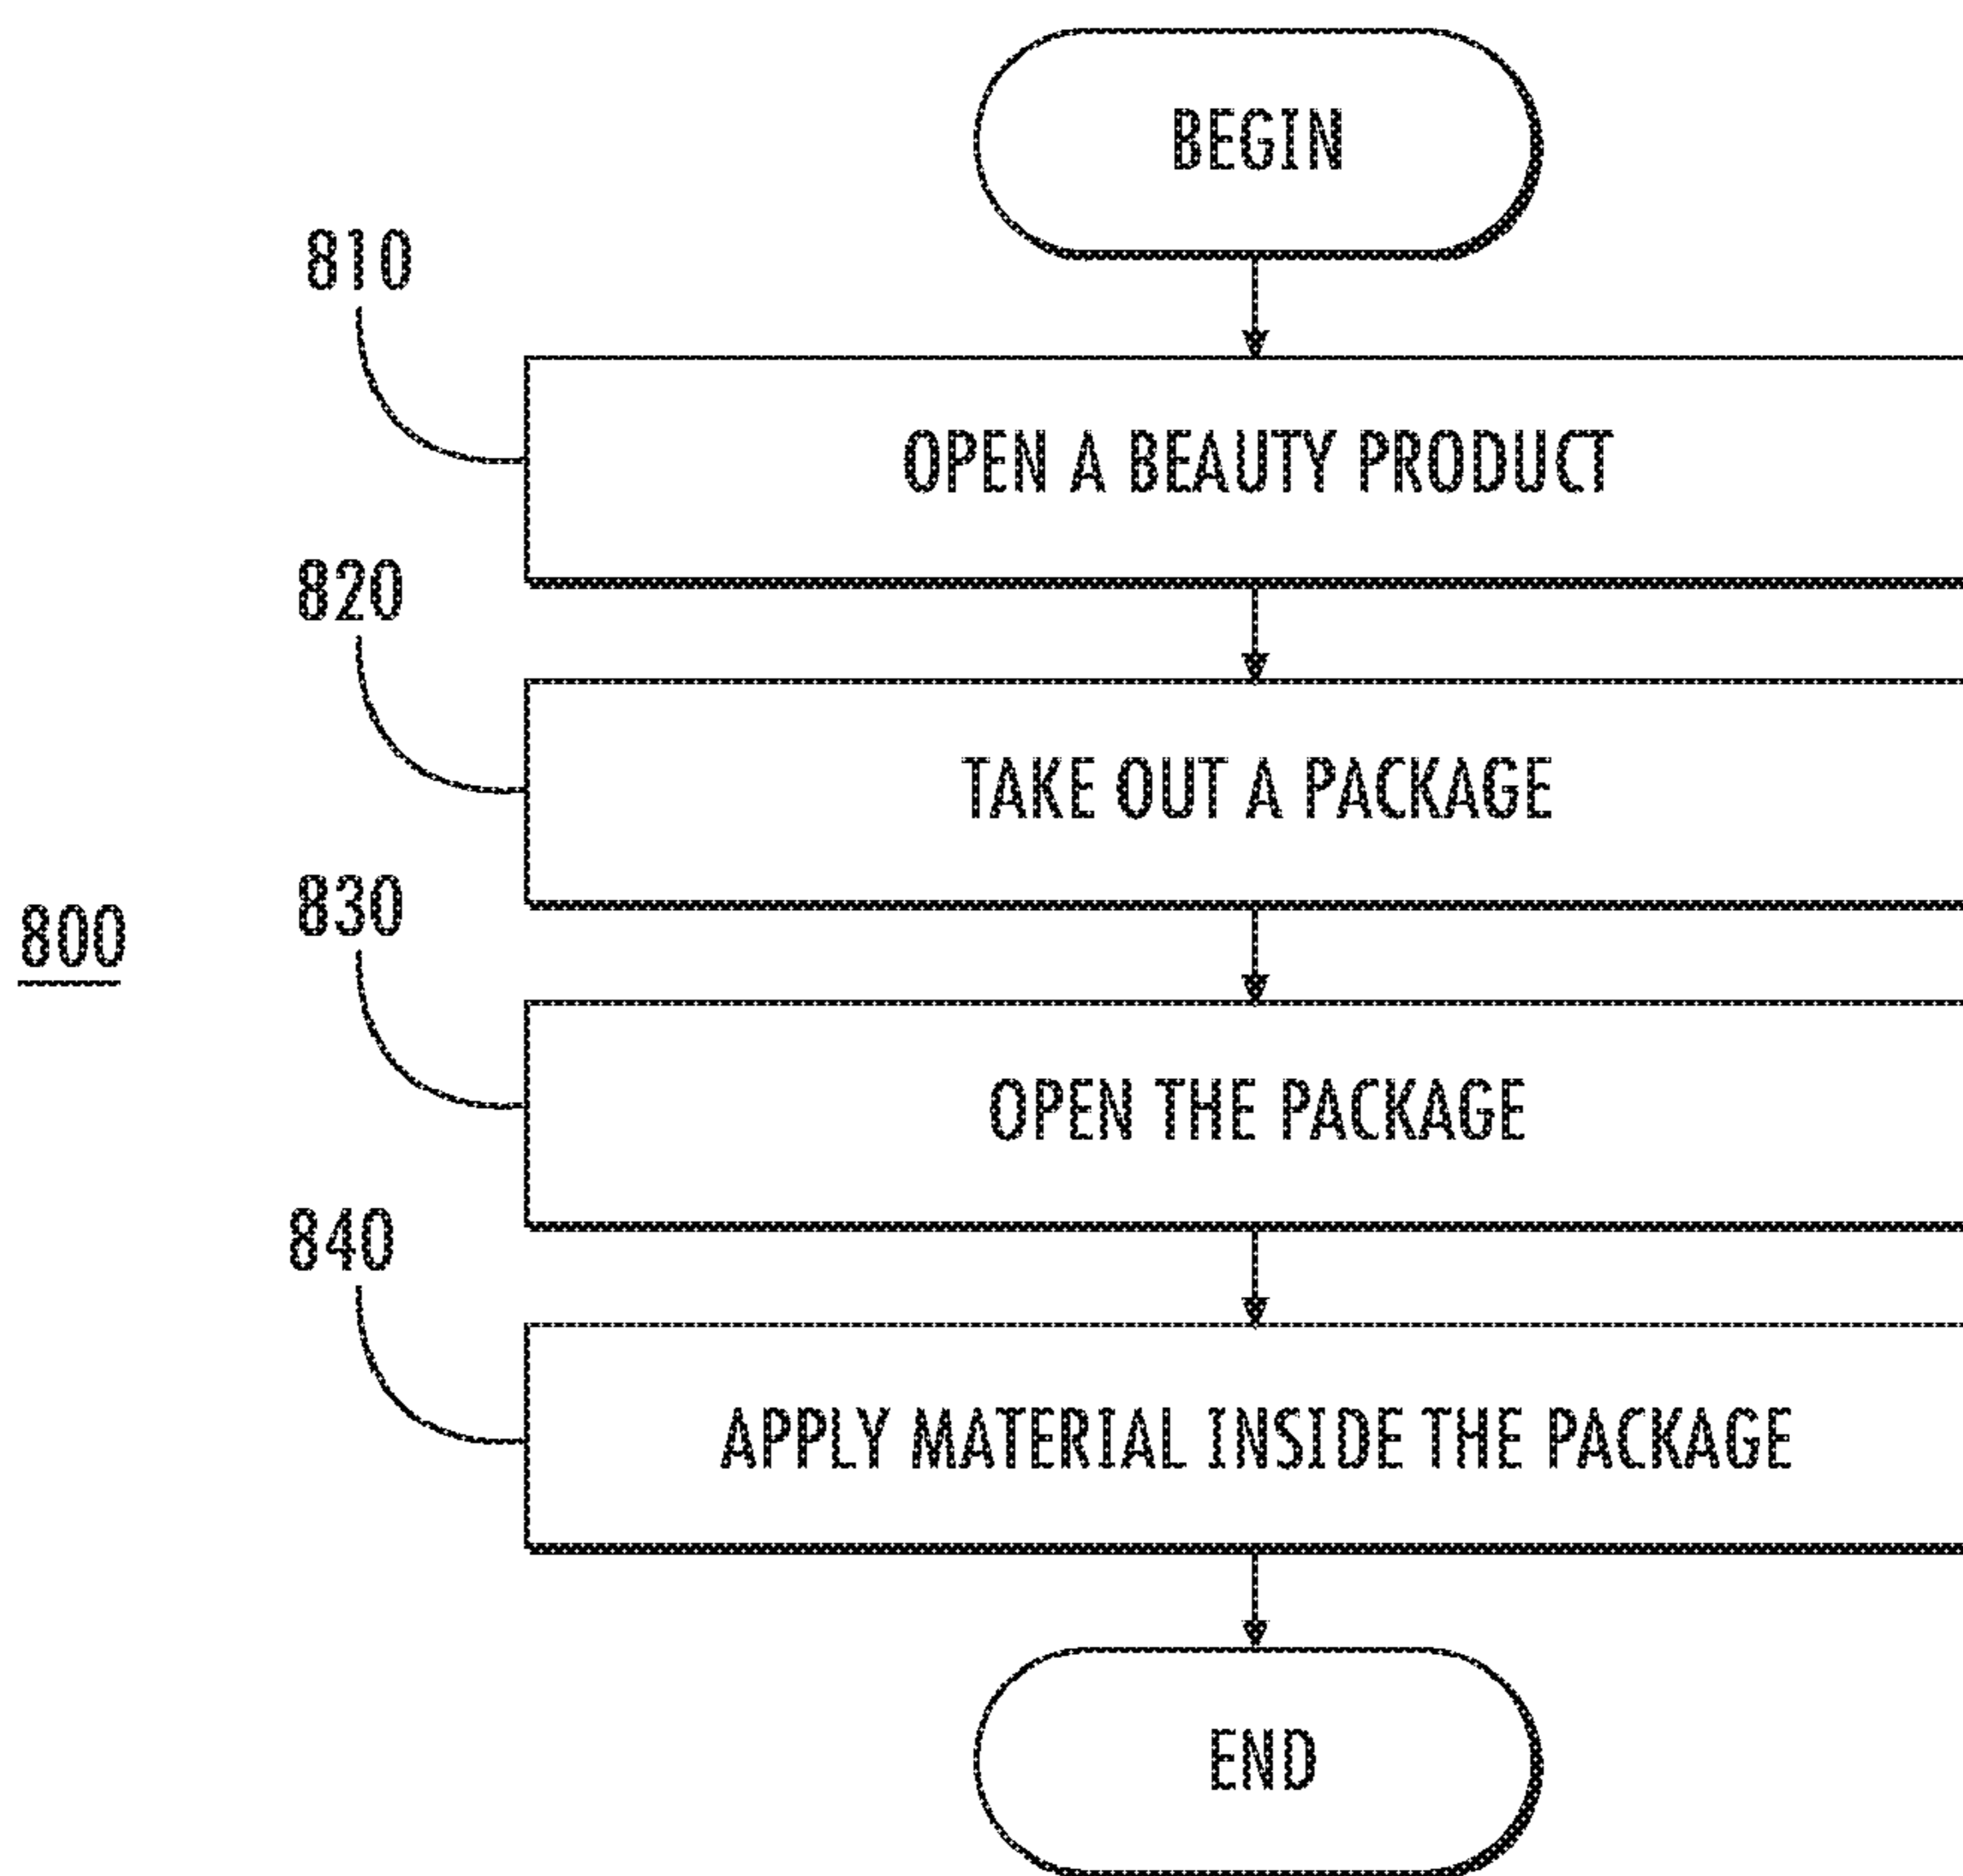 BEGIN
810
OPEN A BEAUTY PRODUCT
820
TAKE OUT A PACKAGE
830
800
OPEN THE PACKAGE
840
APPLY MATERIAL INSIDE THE PACKAGE
END